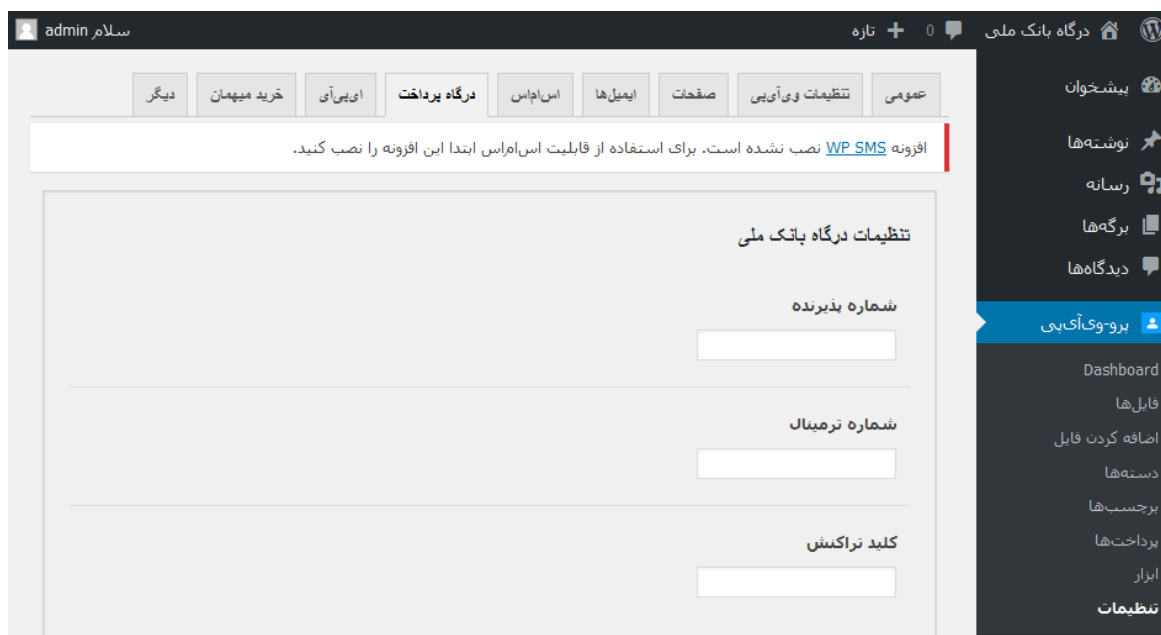 درگاه بانک ملی 0 تازه سلام admin
پیشخوان
نوشته‌ها
رسانه
برگه‌ها
دیدگاه‌ها
پرو-وی‌آی‌پی
Dashboard
فایل‌ها
اضافه کردن فایل
دسته‌ها
برچسب‌ها
پرداخت‌ها
ابزار
تنظیمات
عمومی تنظیمات وی‌آی‌پی صفحات ایمیل‌ها اس‌ام‌اس درگاه پرداخت ای‌پی‌آی خرید میهمان دیگر
افزونه WP SMS نصب نشده است. برای استفاده از قابلیت اس‌ام‌اس ابتدا این افزونه را نصب کنید.
تنظیمات درگاه بانک ملی
شماره پذیرنده
شماره ترمینال
کلید تراکنش